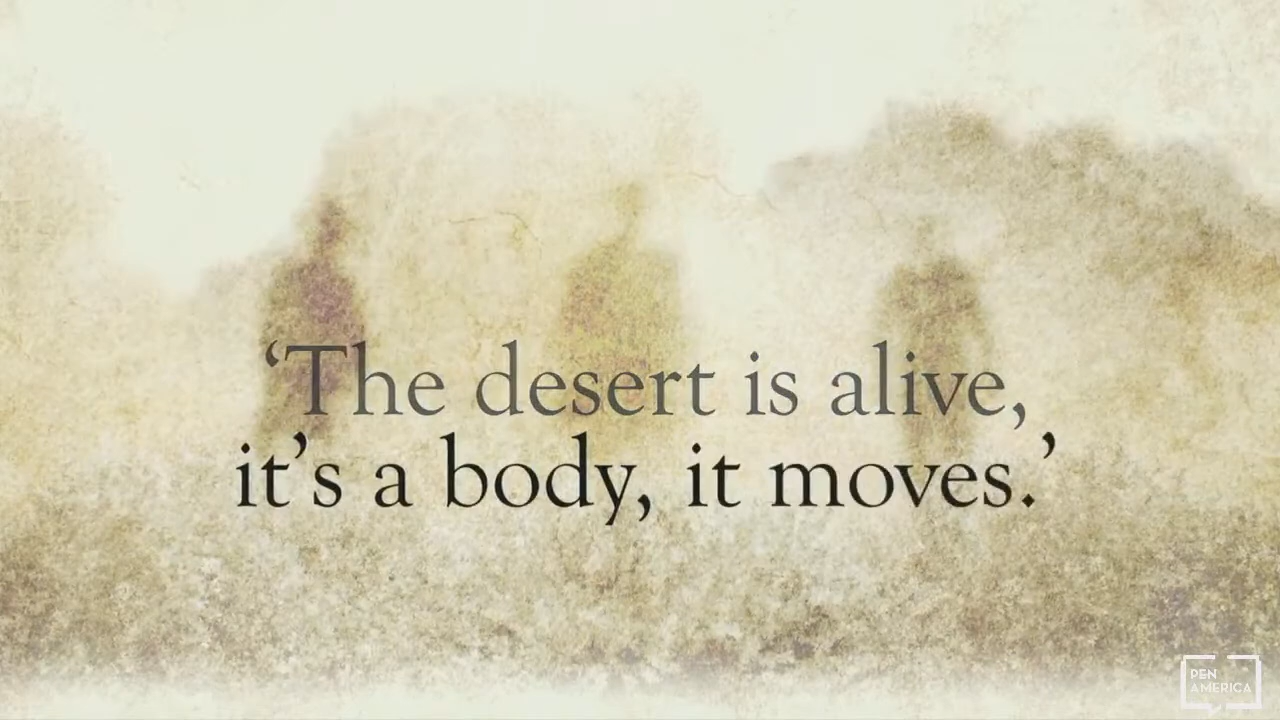 ‘The desert is alive,
it’s a body, it moves.’
PEN
AMERICA